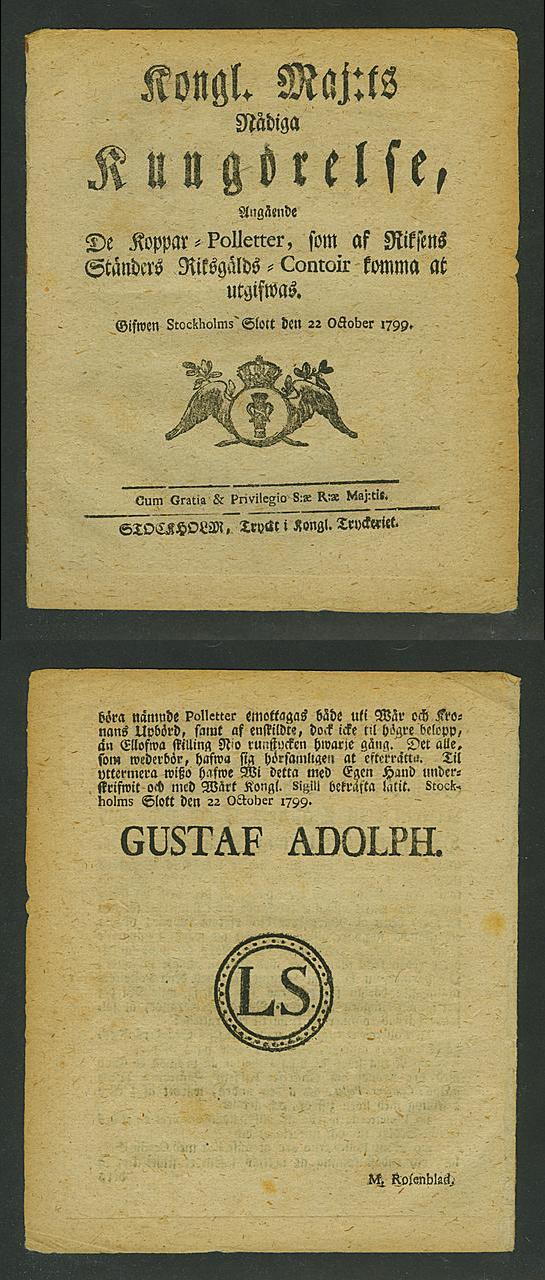 Kongl. Maj:ts
Nådiga
Kungörelse,
Angående
De Koppar-Polletter, som af Riksens
Ständers Riksgälds-Contoir komma at
utgifwas.
Gifwen Stockholms Slott den 22 October 1799.
Cum Gratia & Privilegio S:æ R:æ Maj:tis.
STOCKHOLM, Tryckt i Kongl. Tryckeriet.
böra nämnde Polletter emottagas både uti Wår och Kro-
nans Upbörd, samt af enskildte, dock icke til högre belopp,
än Ellofwa skilling Nio runstycken hwarje gång. Det alle,
som wederbör, hafwa sig hörsamligen at efterrätta. Til
yttermera wißo hafwe Wi detta med Egen Hand under-
skrifwit och med Wårt Kongl. Sigill bekräfta låtit. Stock-
holms Slott den 22 October 1799.
GUSTAF ADOLPH.
L.S
M. Rosenblad.